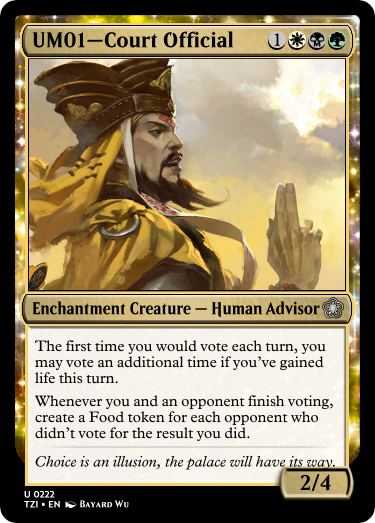 UM01—Court Official 1
Enchantment Creature — Human Advisor
The first time you would vote each turn, you
may vote an additional time if you’ve gained
life this turn.
Whenever you and an opponent finish voting,
create a Food token for each opponent who
didn’t vote for the result you did.
Choice is an illusion, the palace will have its way.
2/4
U 0222
TZI • EN BAYARD WU